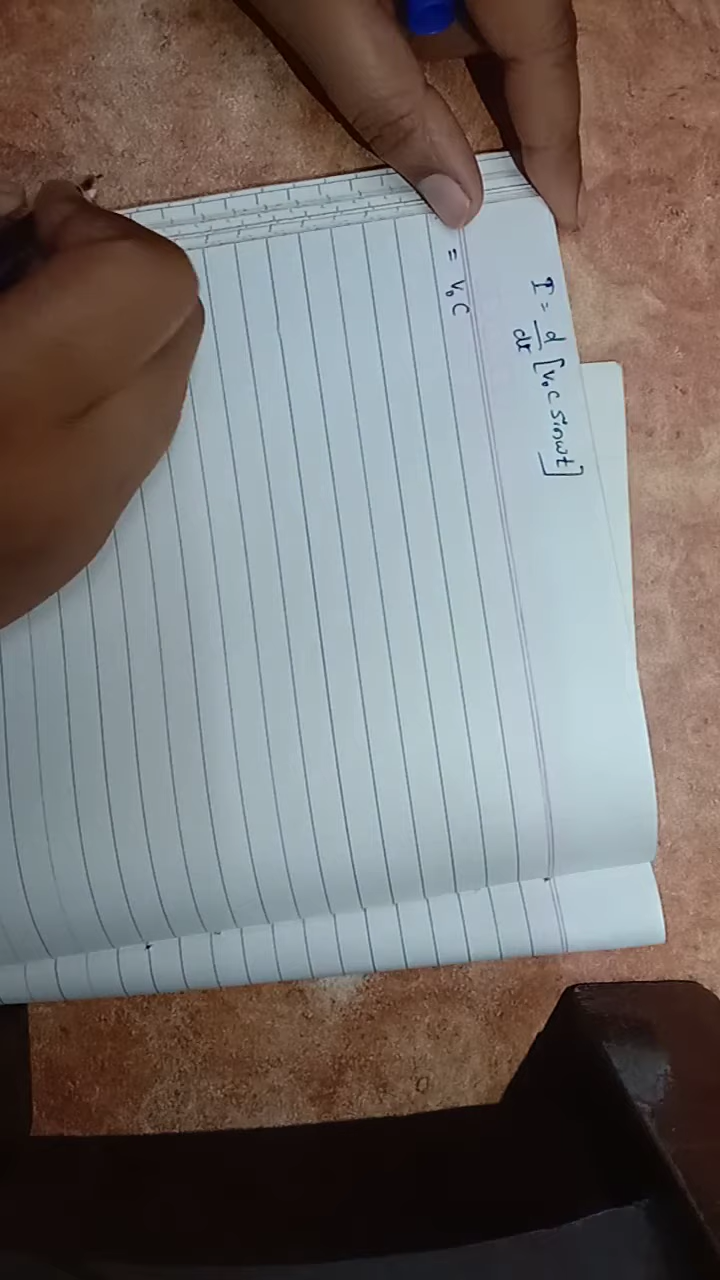 I = d/dt [V₀C sinωt]
= V₀C